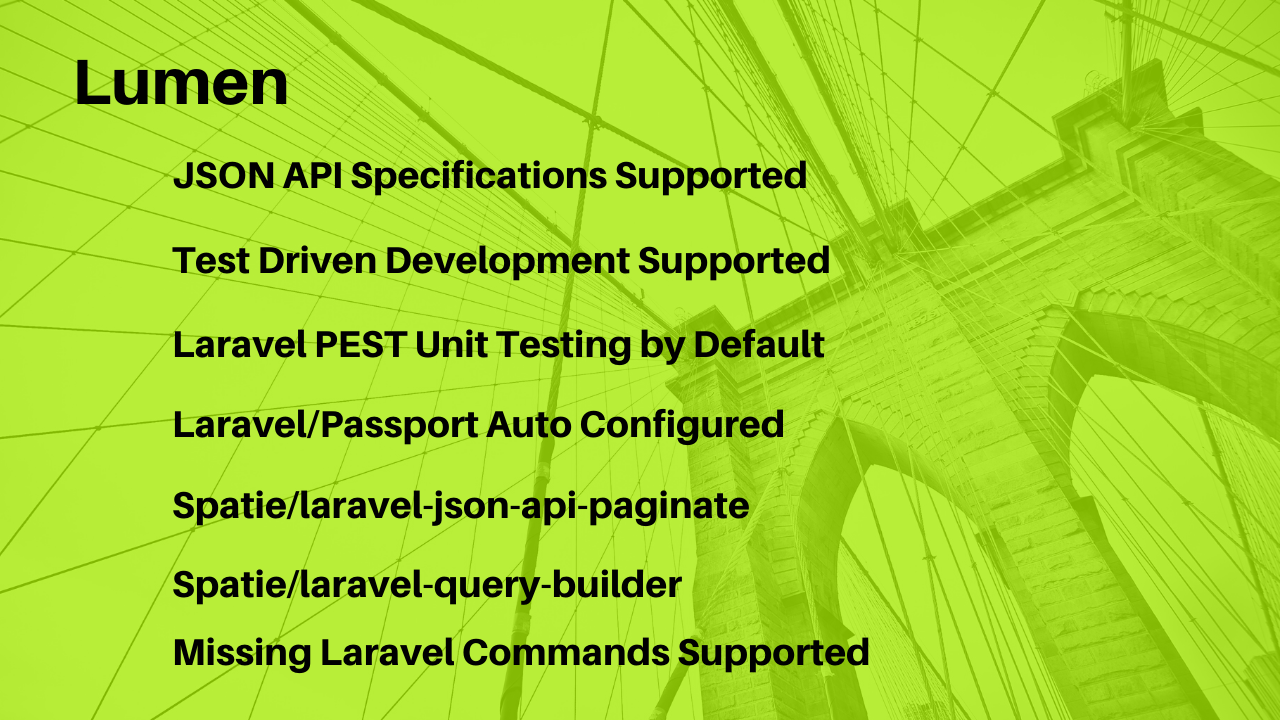 Lumen
JSON API Specifications Supported
Test Driven Development Supported
Laravel PEST Unit Testing by Default
Laravel/Passport Auto Configured
Spatie/laravel-json-api-paginate
Spatie/laravel-query-builder
Missing Laravel Commands Supported